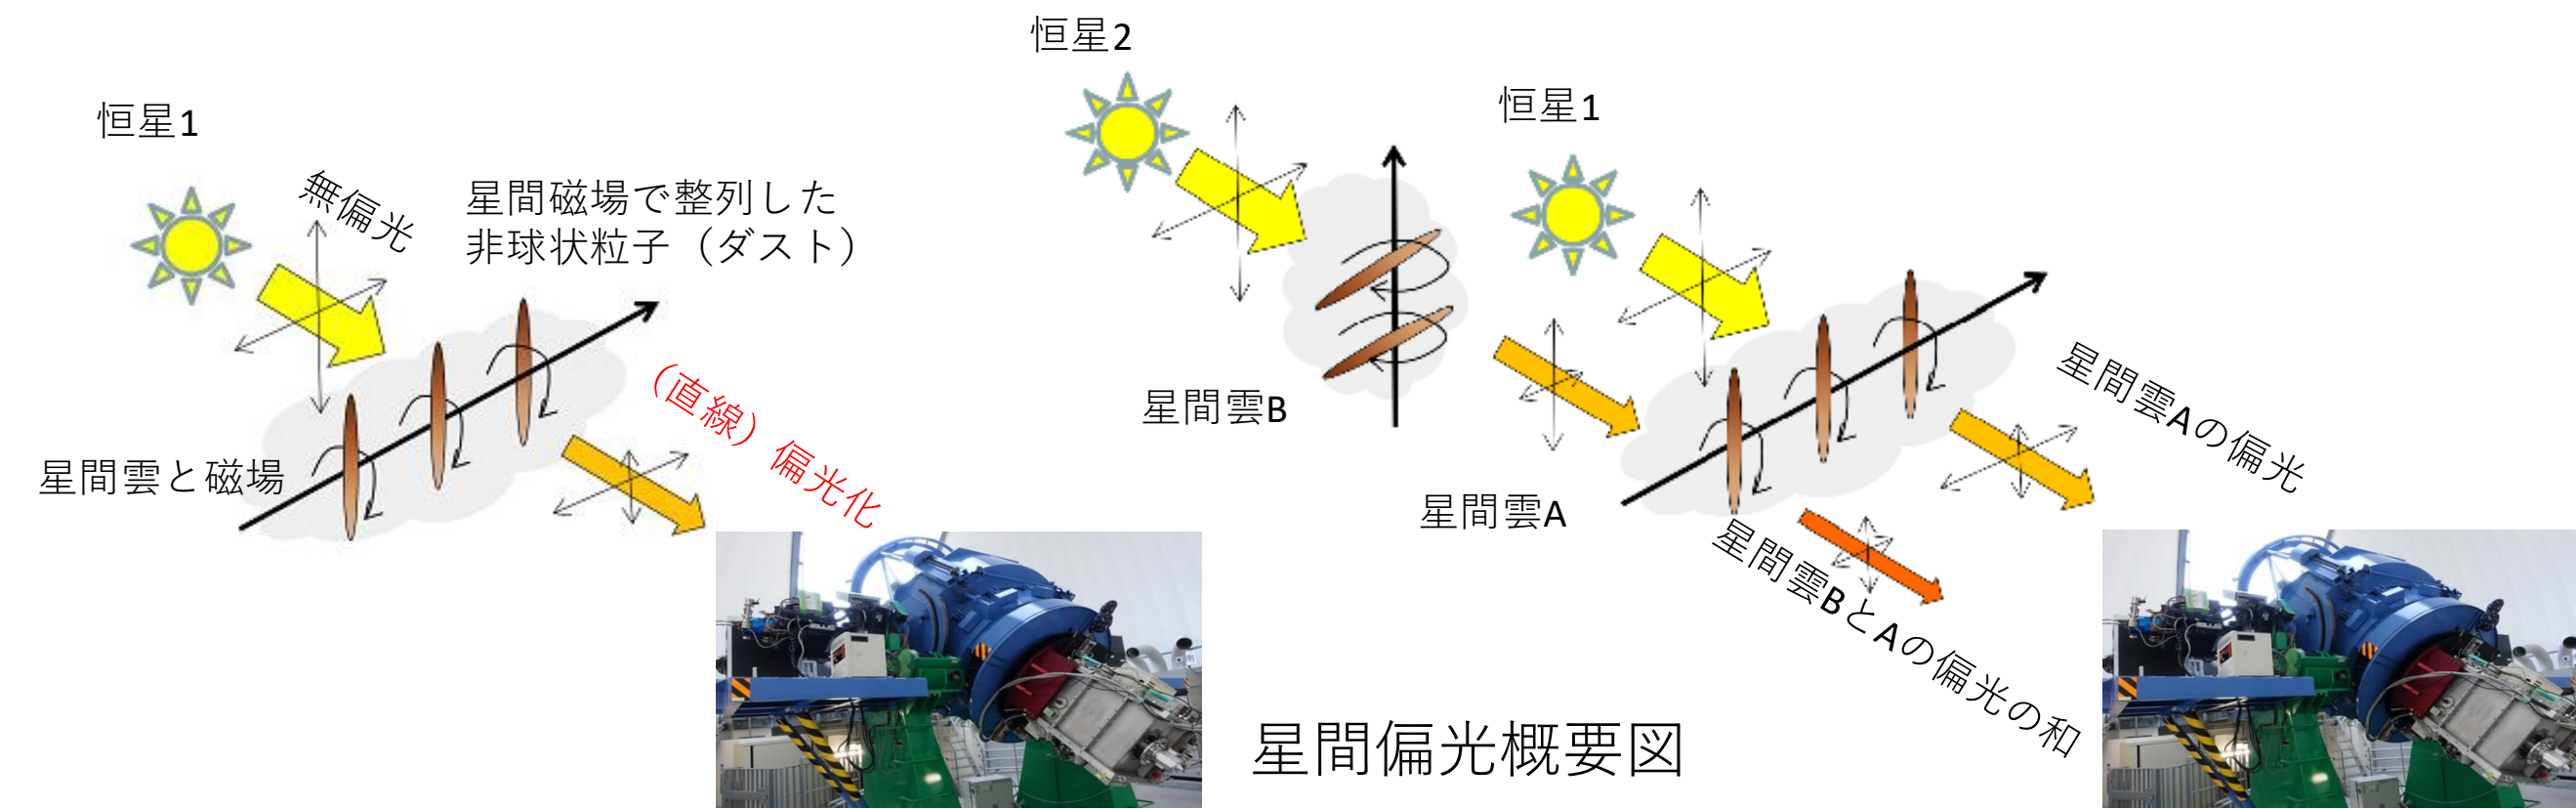 恒星1
無偏光
星間磁場で整列した
非球状粒子（ダスト）
星間雲と磁場
（直線）偏光化
恒星2
恒星1
星間雲B
星間雲A
星間雲Aの偏光
星間雲BとAの偏光の和
星間偏光概要図